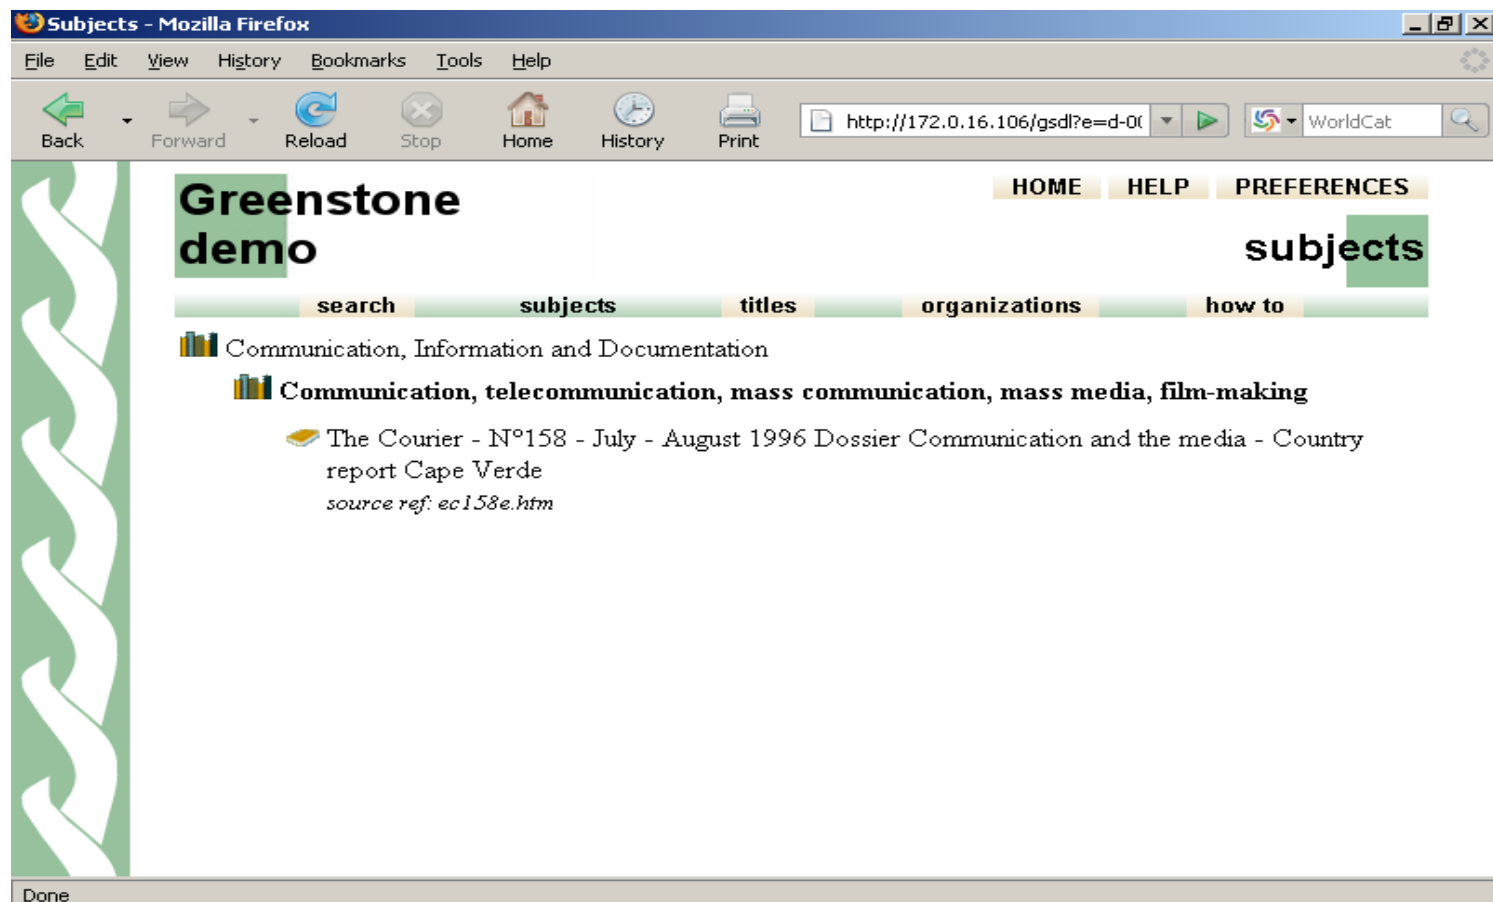 Subjects - Mozilla Firefox
File Edit View History Bookmarks Tools Help
Back Forward Reload Stop Home History Print http://172.0.16.106/gsdl?e=d-0( WorldCat
HOME HELP PREFERENCES
Greenstone
demo
subjects
search subjects titles organizations how to
Communication, Information and Documentation
Communication, telecommunication, mass communication, mass media, film-making
The Courier - N°158 - July - August 1996 Dossier Communication and the media - Country
report Cape Verde
source ref: ec158e.htm
Done